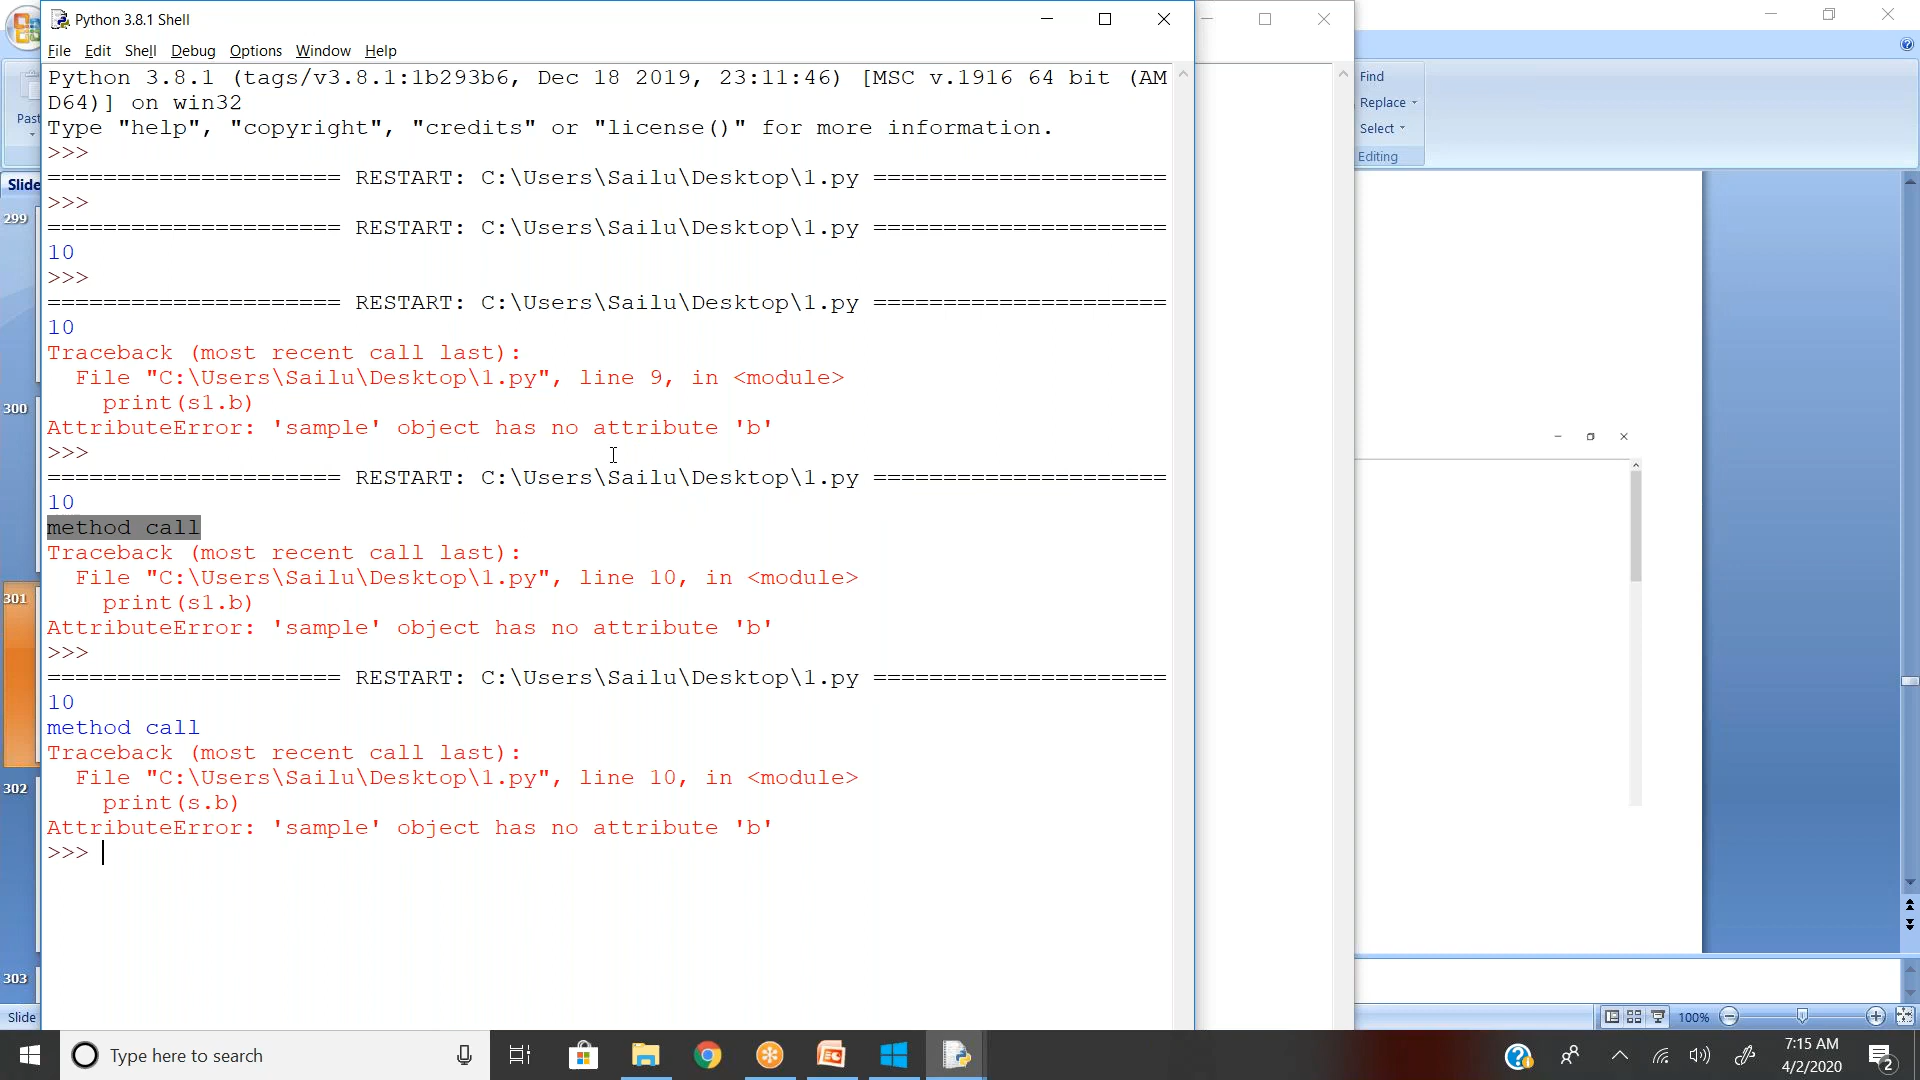 Python 3.8.1 Shell
File Edit Shell Debug Options Window Help
Python 3.8.1 (tags/v3.8.1:1b293b6, Dec 18 2019, 23:11:46) [MSC v.1916 64 bit (AM
D64)] on win32
Type "help", "copyright", "credits" or "license()" for more information.
>>>
===================== RESTART: C:\Users\Sailu\Desktop\1.py =====================
>>>
===================== RESTART: C:\Users\Sailu\Desktop\1.py =====================
10
>>>
===================== RESTART: C:\Users\Sailu\Desktop\1.py =====================
10
Traceback (most recent call last):
  File "C:\Users\Sailu\Desktop\1.py", line 9, in <module>
    print(s1.b)
AttributeError: 'sample' object has no attribute 'b'
>>>
===================== RESTART: C:\Users\Sailu\Desktop\1.py =====================
10
method call
Traceback (most recent call last):
  File "C:\Users\Sailu\Desktop\1.py", line 10, in <module>
    print(s1.b)
AttributeError: 'sample' object has no attribute 'b'
>>>
===================== RESTART: C:\Users\Sailu\Desktop\1.py =====================
10
method call
Traceback (most recent call last):
  File "C:\Users\Sailu\Desktop\1.py", line 10, in <module>
    print(s.b)
AttributeError: 'sample' object has no attribute 'b'
>>>
Past
Slide
299
300
301
302
303
Slide
Find
Replace
Select
Editing
100%
Type here to search
7:15 AM
4/2/2020
2